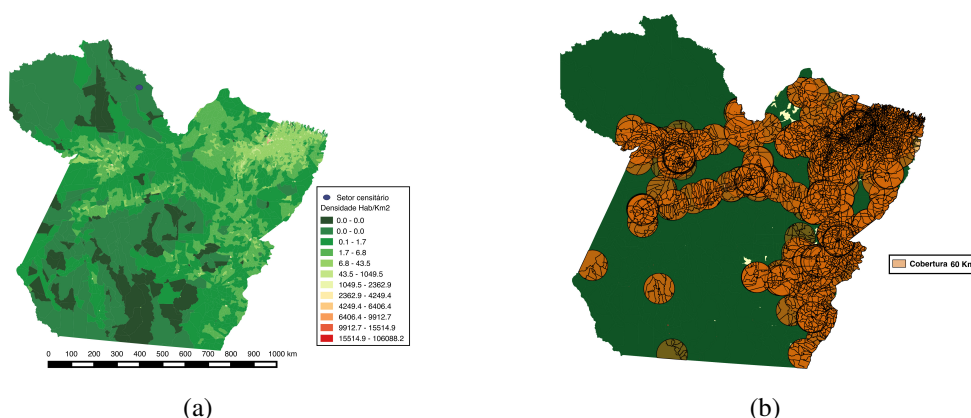 Setor censitário
Densidade Hab/Km2
0.0 - 0.0
0.0 - 0.0
0.1 - 1.7
1.7 - 6.8
6.8 - 43.5
43.5 - 1049.5
1049.5 - 2362.9
2362.9 - 4249.4
4249.4 - 6406.4
6406.4 - 9912.7
9912.7 - 15514.9
15514.9 - 106088.2
0 100 200 300 400 500 600 700 800 900 1000 km
(a)
Cobertura 60 Km
(b)